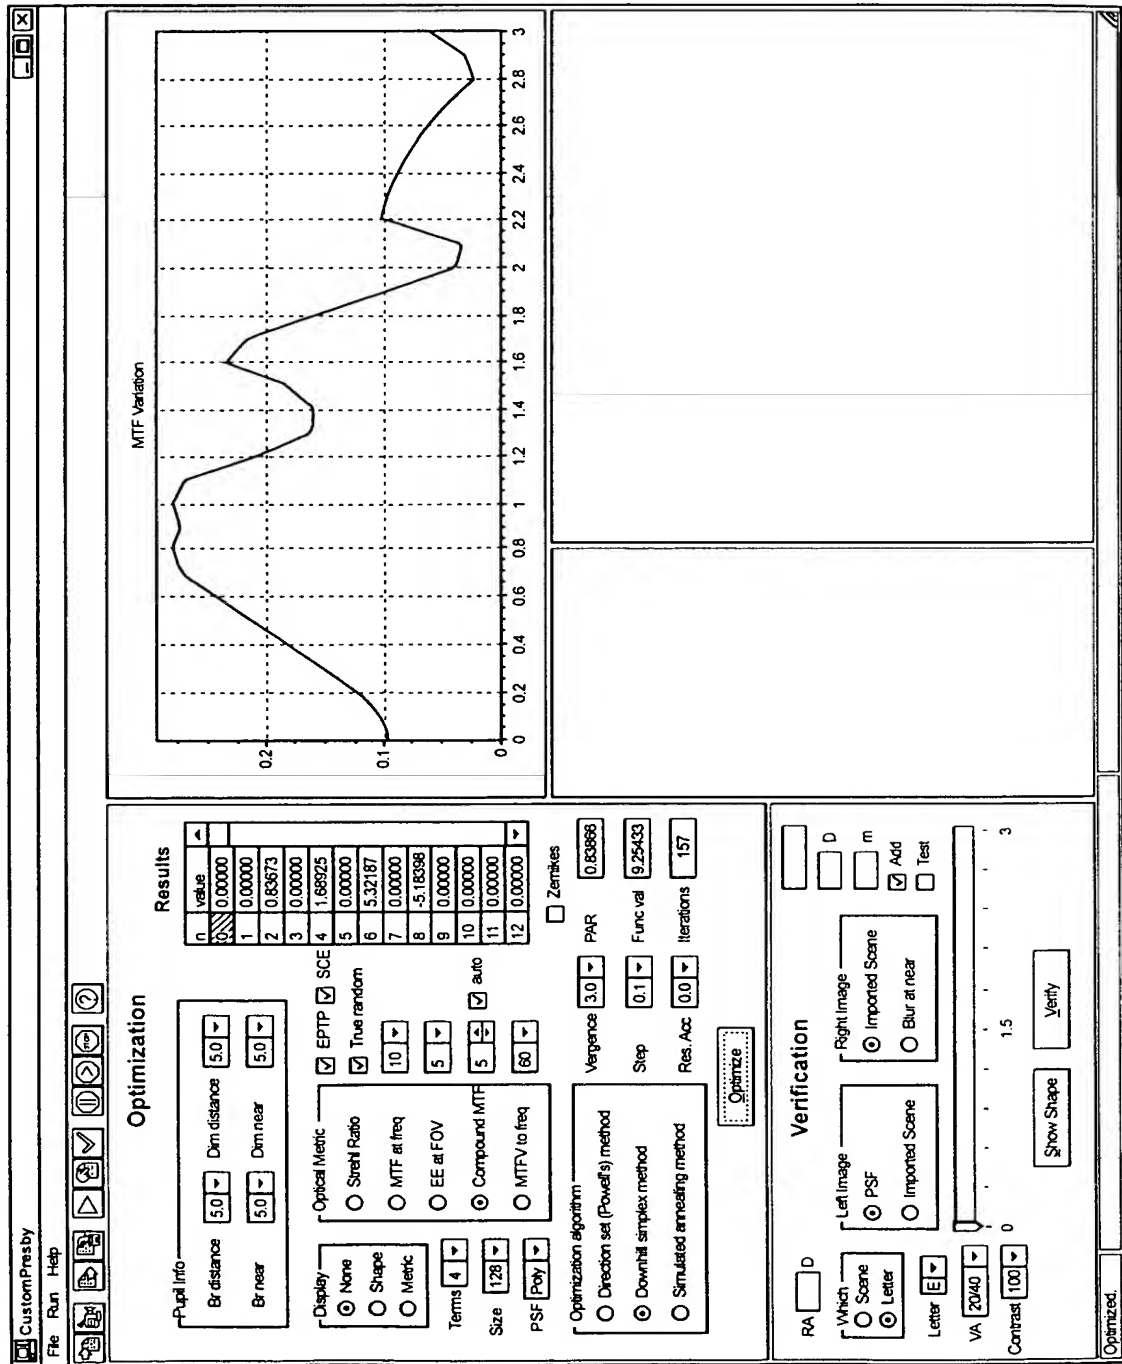 CustomPresby
File Run Help
Optimization
Pupil Info
Br distance 5.0 Dim distance 5.0
Br near 5.0 Dim near 5.0
Display
None
Shape
Metric
Terms 4
Size 128
PSF Poly
Optical Metric
Strehl Ratio
MTF at freq
EE at FOV
Compound MTF
MTFV to freq
EPTP SCE
True random
10
5
5 auto
60
Optimization algorithm
Direction set (Powell's) method
Downhill simplex method
Simulated annealing method
Results
n value
0 0.00000
1 0.00000
2 0.83673
3 0.00000
4 1.68925
5 0.00000
6 5.32187
7 0.00000
8 -5.18398
9 0.00000
10 0.00000
11 0.00000
12 0.00000
Zernikes
Vergence 3.0 PAR 0.83868
Step 0.1 Func val 9.25433
Res. Acc 0.0 Iterations 157
Optimize
MTF Variation
0.2
0.1
0
0 0.2 0.4 0.6 0.8 1 1.2 1.4 1.6 1.8 2 2.2 2.4 2.6 2.8 3
Verification
RA D
Which
Scene
Letter
Letter E
VA 20/40
Contrast 100
Left Image
PSF
Imported Scene
Right Image
Imported Scene
Blur at near
D
m
Add
Test
0 1.5 3
Show Shape Verify
Optimized.